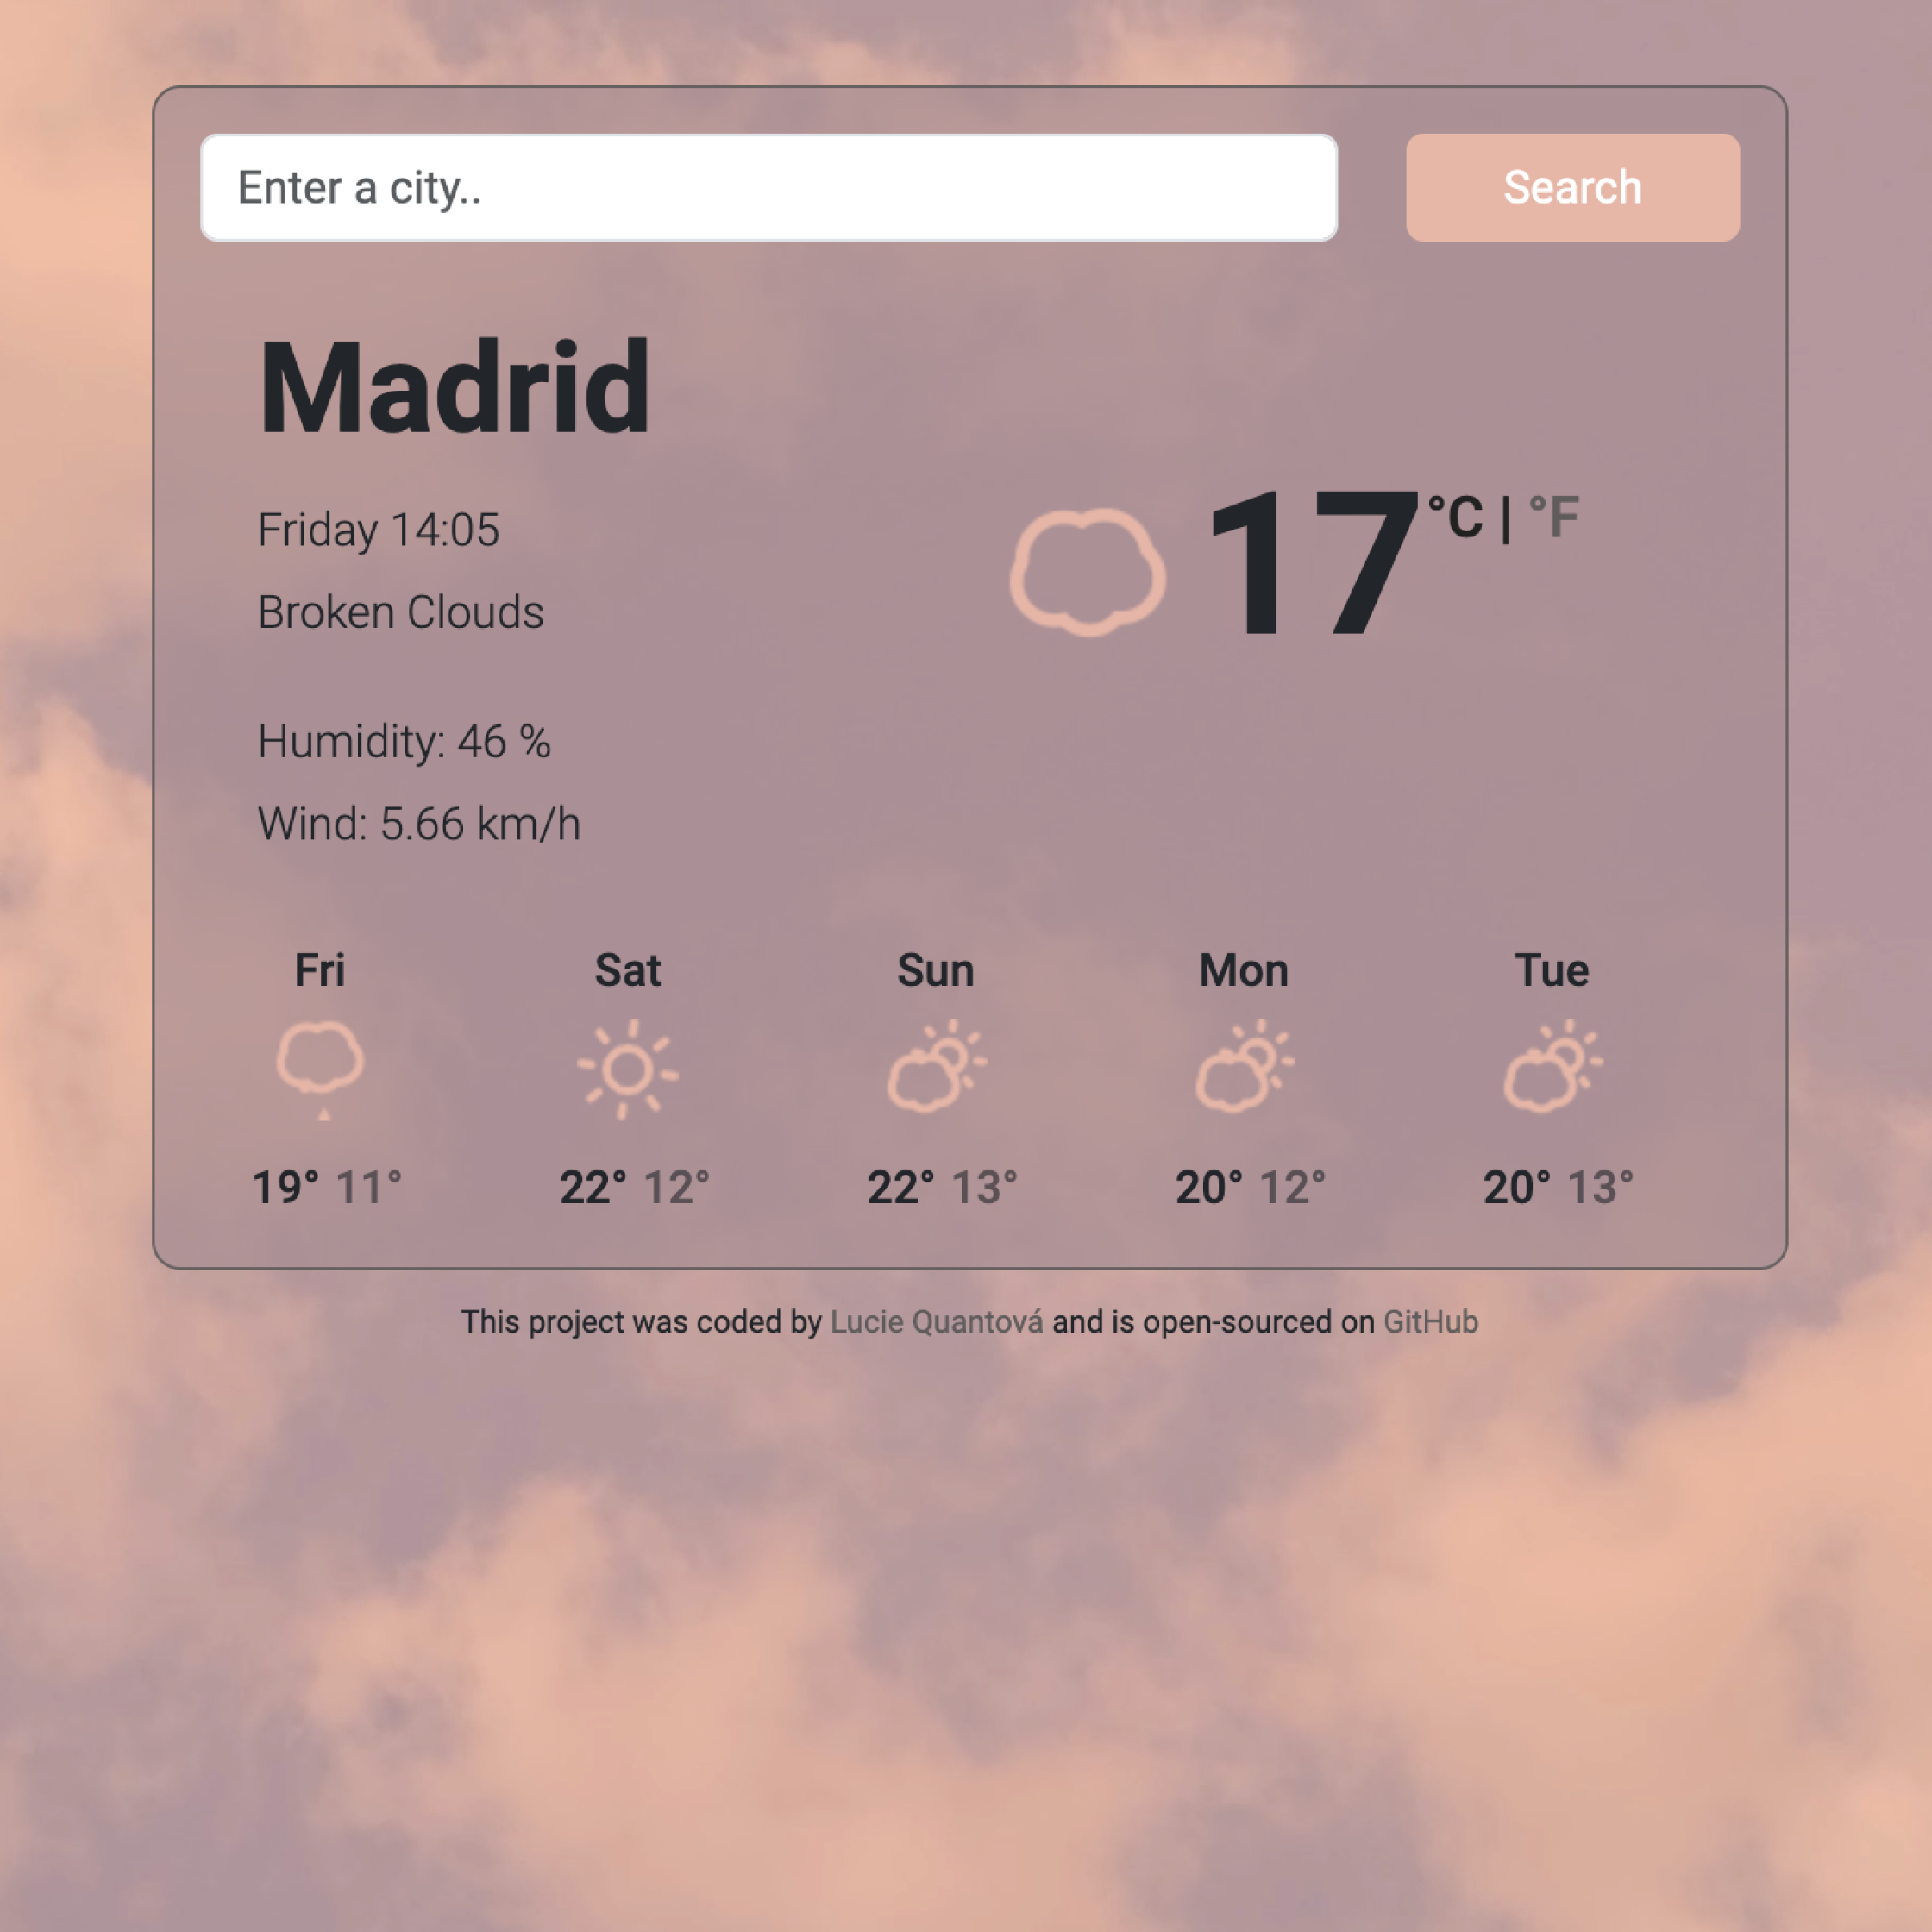 Enter a city..
Search
Madrid
Friday 14:05
Broken Clouds
17 °C | °F
Humidity: 46 %
Wind: 5.66 km/h
Fri Sat Sun Mon Tue
19° 11° 22° 12° 22° 13° 20° 12° 20° 13°
This project was coded by Lucie Quantová and is open-sourced on GitHub